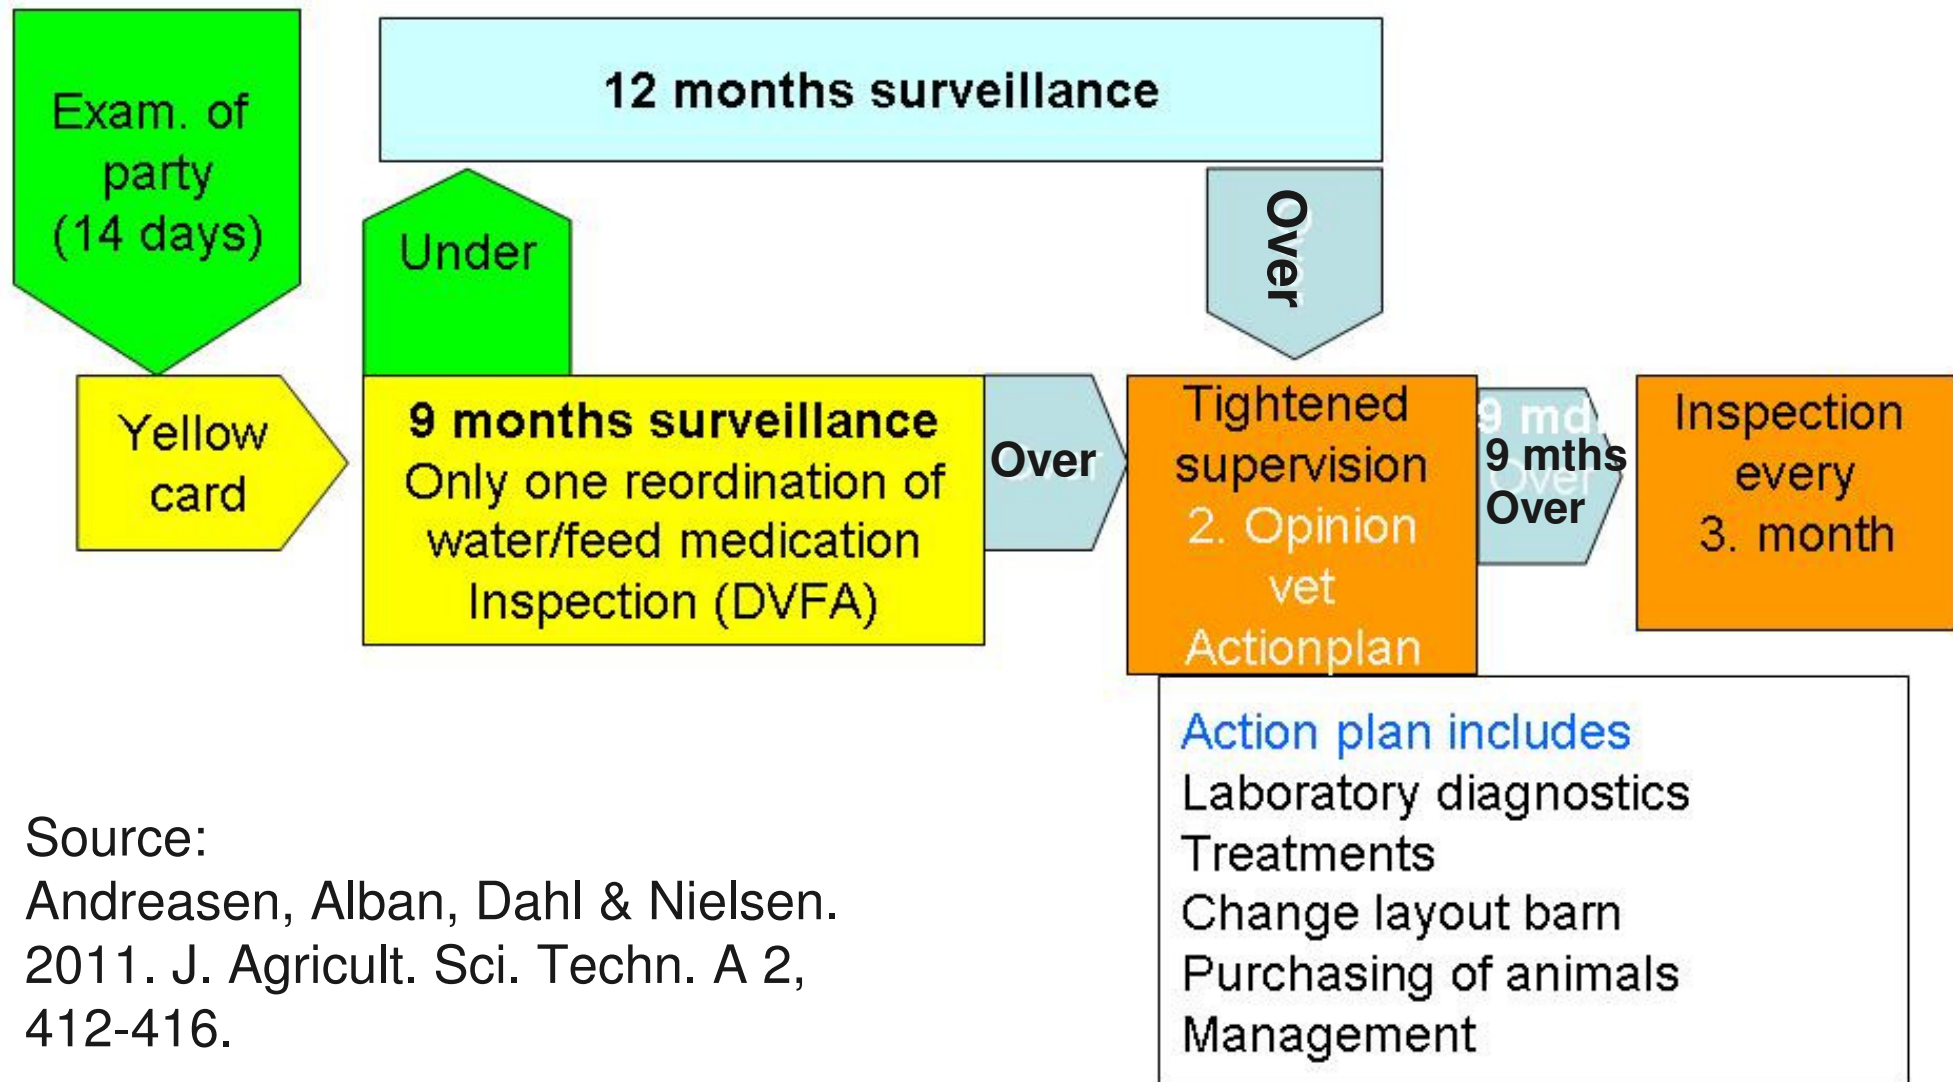 Exam. of
party
(14 days)
12 months surveillance
Under
Over
Yellow
card
9 months surveillance
Only one reordination of
water/feed medication
Inspection (DVFA)
Over
Tightened
supervision
2. Opinion
vet
Actionplan
9 mths
Over
Inspection
every
3. month
Action plan includes
Laboratory diagnostics
Treatments
Change layout barn
Purchasing of animals
Management
Source:
Andreasen, Alban, Dahl & Nielsen.
2011. J. Agricult. Sci. Techn. A 2,
412-416.